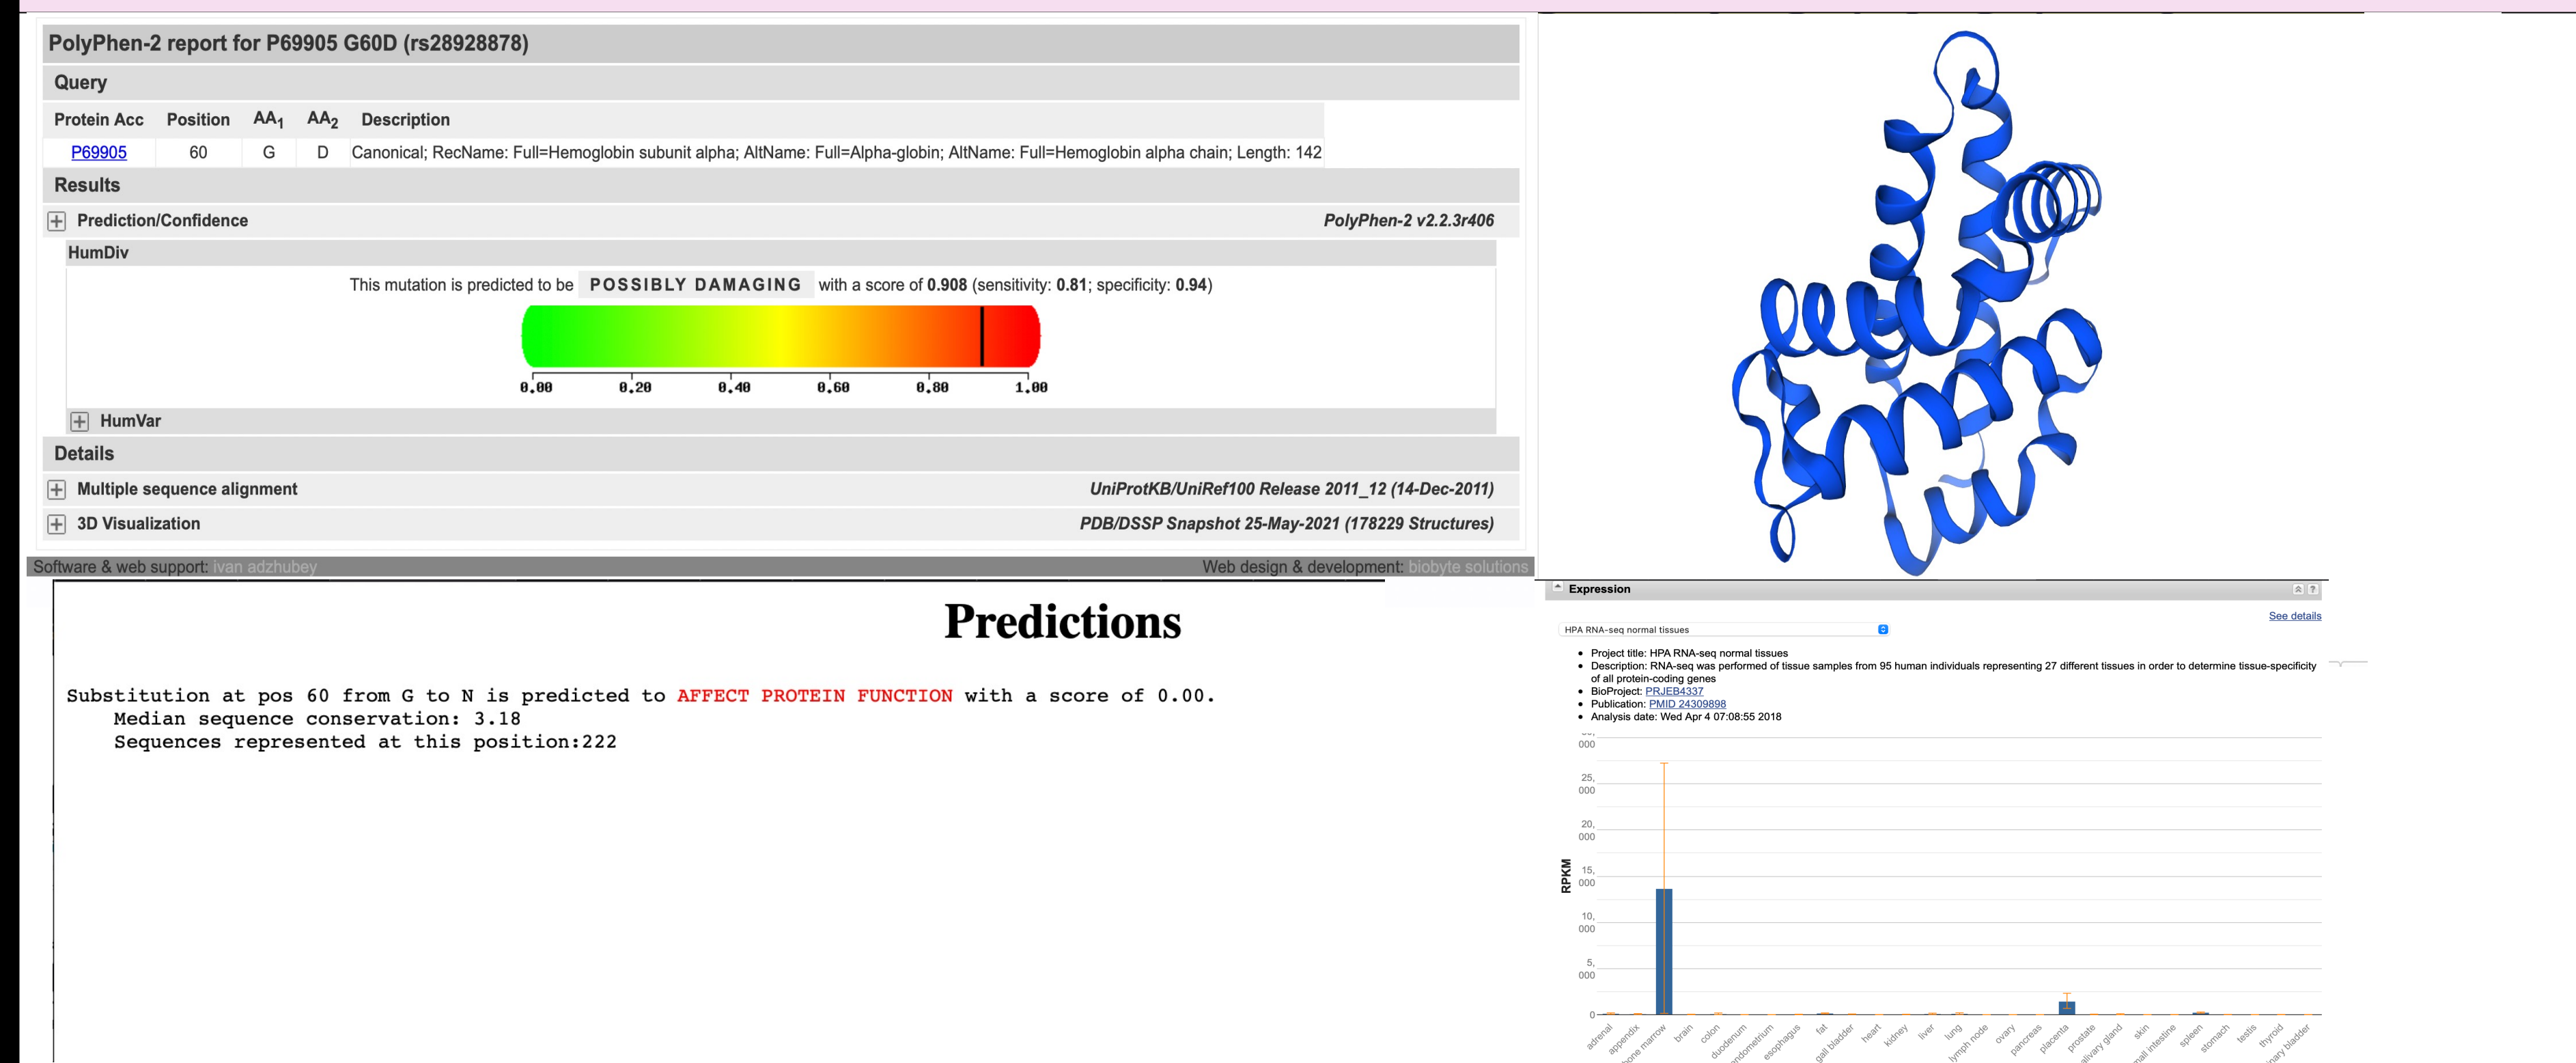 PolyPhen-2 report for P69905 G60D (rs28928878)
Query
Protein Acc Position AA1 AA2 Description
P69905 60 G D Canonical; RecName: Full=Hemoglobin subunit alpha; AltName: Full=Alpha-globin; AltName: Full=Hemoglobin alpha chain; Length: 142
Results
Prediction/Confidence PolyPhen-2 v2.2.3r406
HumDiv
This mutation is predicted to be POSSIBLY DAMAGING with a score of 0.908 (sensitivity: 0.81; specificity: 0.94)
0.00 0.20 0.40 0.60 0.80 1.00
HumVar
Details
Multiple sequence alignment UniProtKB/UniRef100 Release 2011_12 (14-Dec-2011)
3D Visualization PDB/DSSP Snapshot 25-May-2021 (178229 Structures)
Software & web support: ivan adzhubey Web design & development: biobyte solutions
Predictions
Substitution at pos 60 from G to N is predicted to AFFECT PROTEIN FUNCTION with a score of 0.00.
Median sequence conservation: 3.18
Sequences represented at this position:222
Expression
See details
HPA RNA-seq normal tissues
Project title: HPA RNA-seq normal tissues
Description: RNA-seq was performed of tissue samples from 95 human individuals representing 27 different tissues in order to determine tissue-specificity
of all protein-coding genes
BioProject: PRJEB4337
Publication: PMID 24309898
Analysis date: Wed Apr 4 07:08:55 2018
000
25,
000
20,
000
15,
000
10,
000
5,
000
0
RPKM
adrenal
appendix
bone marrow
brain
colon
duodenum
endometrium
esophagus
fat
gall bladder
heart
kidney
liver
lung
lymph node
ovary
pancreas
placenta
prostate
alivary gland
skin
mall intestine
spleen
stomach
testis
thyroid
inary bladder